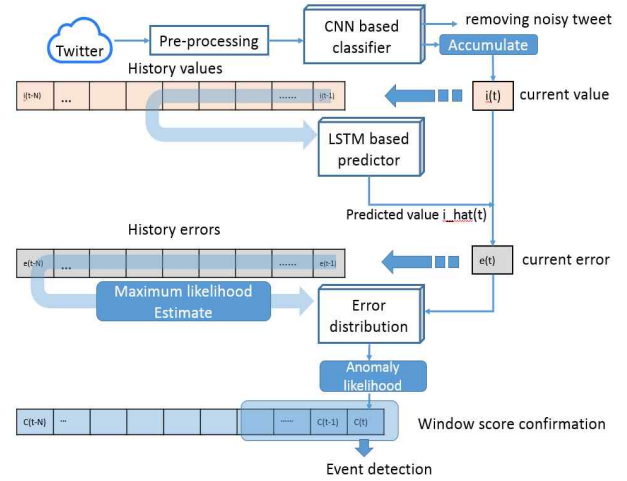 Twitter
Pre-processing
CNN based
classifier
removing noisy tweet
Accumulate
History values
i(t-N) ... ...... i(t-1)
i(t)
current value
LSTM based
predictor
Predicted value i_hat(t)
History errors
e(t-N) ... ...... e(t-1)
e(t)
current error
Maximum likelihood
Estimate
Error
distribution
Anomaly
likelihood
C(t-N) ... ...... C(t-1) C(t)
Window score confirmation
Event detection